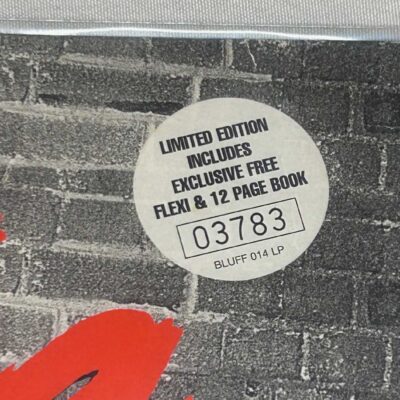 LIMITED EDITION
INCLUDES
EXCLUSIVE FREE
FLEXI & 12 PAGE BOOK
03783
BLUFF 014 LP